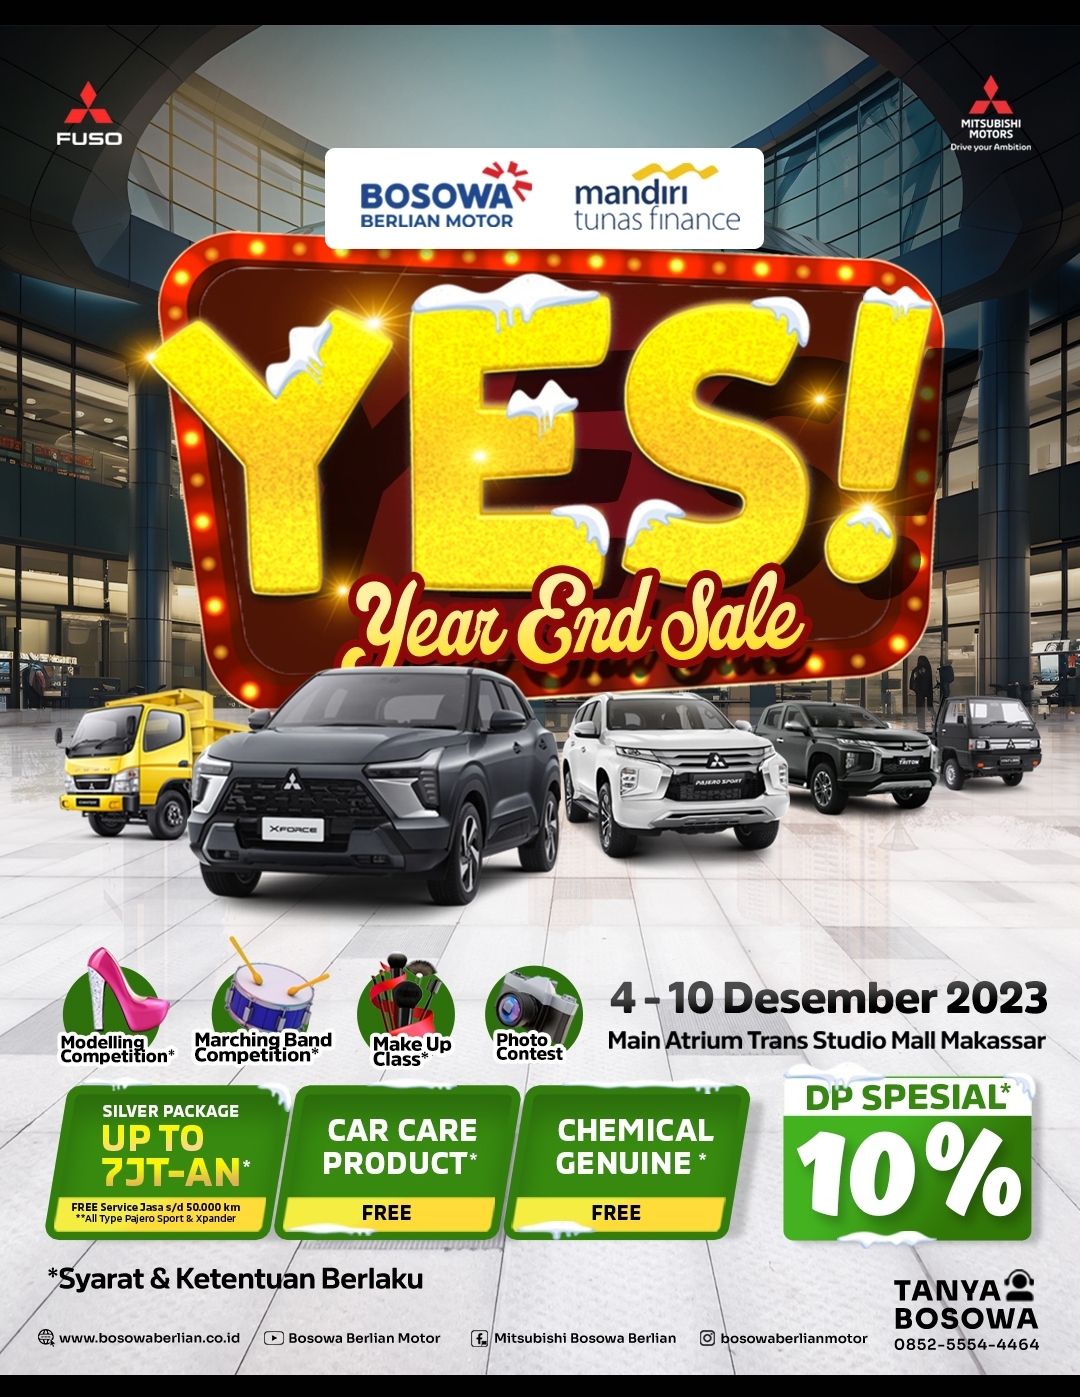 FUSO
MITSUBISHI
MOTORS
Drive your Ambition
BOSOWA
BERLIAN MOTOR
mandiri
tunas finance
YES!
Year End Sale
XFORCE
PAJERO SPORT
TRITON
Modelling
Competition*
Marching Band
Competition*
Make Up
Class*
Photo
Contest
4 - 10 Desember 2023
Main Atrium Trans Studio Mall Makassar
SILVER PACKAGE
UP TO
7JT-AN*
FREE Service Jasa s/d 50.000 km
**All Type Pajero Sport & Xpander
CAR CARE
PRODUCT*
FREE
CHEMICAL
GENUINE *
FREE
DP SPESIAL*
10%
*Syarat & Ketentuan Berlaku
TANYA
BOSOWA
0852-5554-4464
www.bosowaberlian.co.id
Bosowa Berlian Motor
Mitsubishi Bosowa Berlian
bosowaberlianmotor